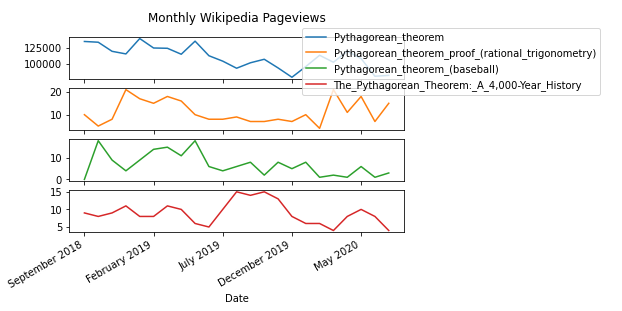 Monthly Wikipedia Pageviews
Pythagorean_theorem
Pythagorean_theorem_proof_(rational_trigonometry)
Pythagorean_theorem_(baseball)
The_Pythagorean_Theorem:_A_4,000-Year_History
125000
100000
20
10
10
0
15
10
5
September 2018
February 2019
July 2019
December 2019
May 2020
Date